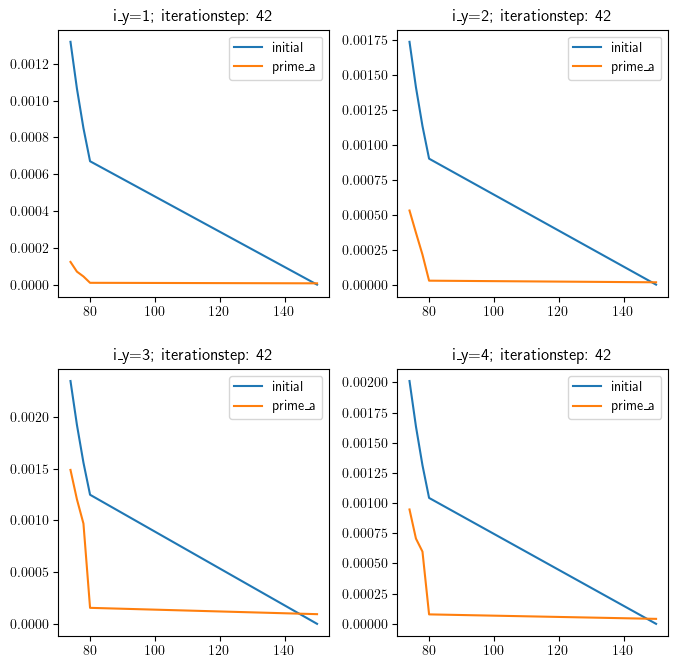 i_y=1; iterationstep: 42
initial
prime_a
0.0012
0.0010
0.0008
0.0006
0.0004
0.0002
0.0000
80 100 120 140
i_y=2; iterationstep: 42
initial
prime_a
0.00175
0.00150
0.00125
0.00100
0.00075
0.00050
0.00025
0.00000
80 100 120 140
i_y=3; iterationstep: 42
initial
prime_a
0.0020
0.0015
0.0010
0.0005
0.0000
80 100 120 140
i_y=4; iterationstep: 42
initial
prime_a
0.00200
0.00175
0.00150
0.00125
0.00100
0.00075
0.00050
0.00025
0.00000
80 100 120 140